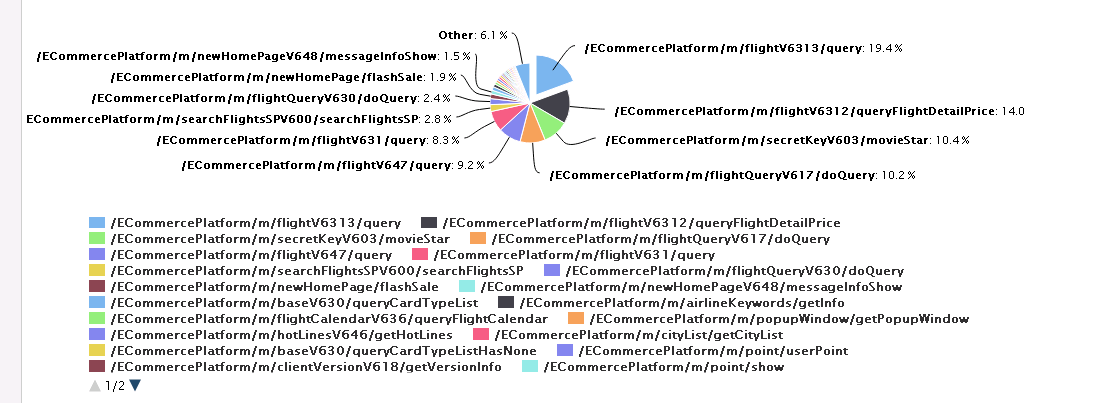 Other: 6.1 %
/ECommercePlatform/m/flightV6313/query: 19.4 %
/ECommercePlatform/m/newHomePageV648/messageInfoShow: 1.5 %
/ECommercePlatform/m/newHomePage/flashSale: 1.9 %
/ECommercePlatform/m/flightQueryV630/doQuery: 2.4 %
/ECommercePlatform/m/flightV6312/queryFlightDetailPrice: 14.0
ECommercePlatform/m/searchFlightsSPV600/searchFlightsSP: 2.8 %
/ECommercePlatform/m/flightV631/query: 8.3 %
/ECommercePlatform/m/secretKeyV603/movieStar: 10.4 %
/ECommercePlatform/m/flightV647/query: 9.2 %
/ECommercePlatform/m/flightQueryV617/doQuery: 10.2 %
/ECommercePlatform/m/flightV6313/query /ECommercePlatform/m/flightV6312/queryFlightDetailPrice
/ECommercePlatform/m/secretKeyV603/movieStar /ECommercePlatform/m/flightQueryV617/doQuery
/ECommercePlatform/m/flightV647/query /ECommercePlatform/m/flightV631/query
/ECommercePlatform/m/searchFlightsSPV600/searchFlightsSP /ECommercePlatform/m/flightQueryV630/doQuery
/ECommercePlatform/m/newHomePage/flashSale /ECommercePlatform/m/newHomePageV648/messageInfoShow
/ECommercePlatform/m/baseV630/queryCardTypeList /ECommercePlatform/m/airlineKeywords/getInfo
/ECommercePlatform/m/flightCalendarV636/queryFlightCalendar /ECommercePlatform/m/popupWindow/getPopupWindow
/ECommercePlatform/m/hotLinesV646/getHotLines /ECommercePlatform/m/cityList/getCityList
/ECommercePlatform/m/baseV630/queryCardTypeListHasNone /ECommercePlatform/m/point/userPoint
/ECommercePlatform/m/clientVersionV618/getVersionInfo /ECommercePlatform/m/point/show
1/2